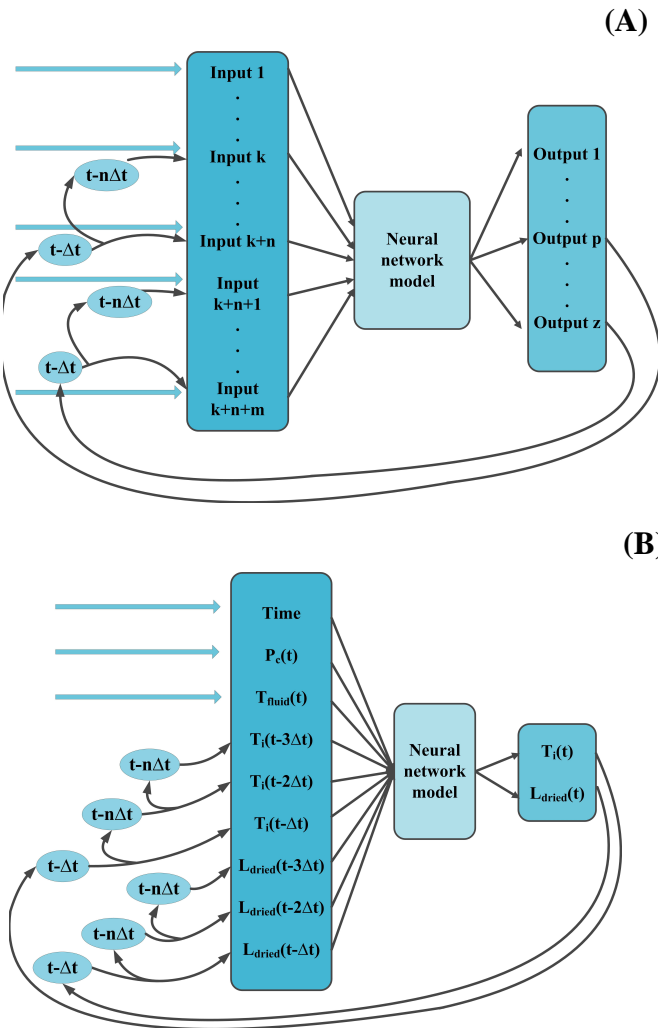 (A)
Input 1
.
.
.
.
Input k
.
.
.
.
Input k+n
Input
k+n+1
.
.
.
.
Input
k+n+m
t-nΔt
t-Δt
t-nΔt
t-Δt
Neural
network
model
Output 1
.
.
.
.
Output p
.
.
.
.
Output z
(B)
Time
Pc(t)
Tfluid(t)
Ti(t-3Δt)
Ti(t-2Δt)
Ti(t-Δt)
Ldried(t-3Δt)
Ldried(t-2Δt)
Ldried(t-Δt)
t-nΔt
t-nΔt
t-Δt
t-nΔt
t-nΔt
t-Δt
Neural
network
model
Ti(t)
Ldried(t)